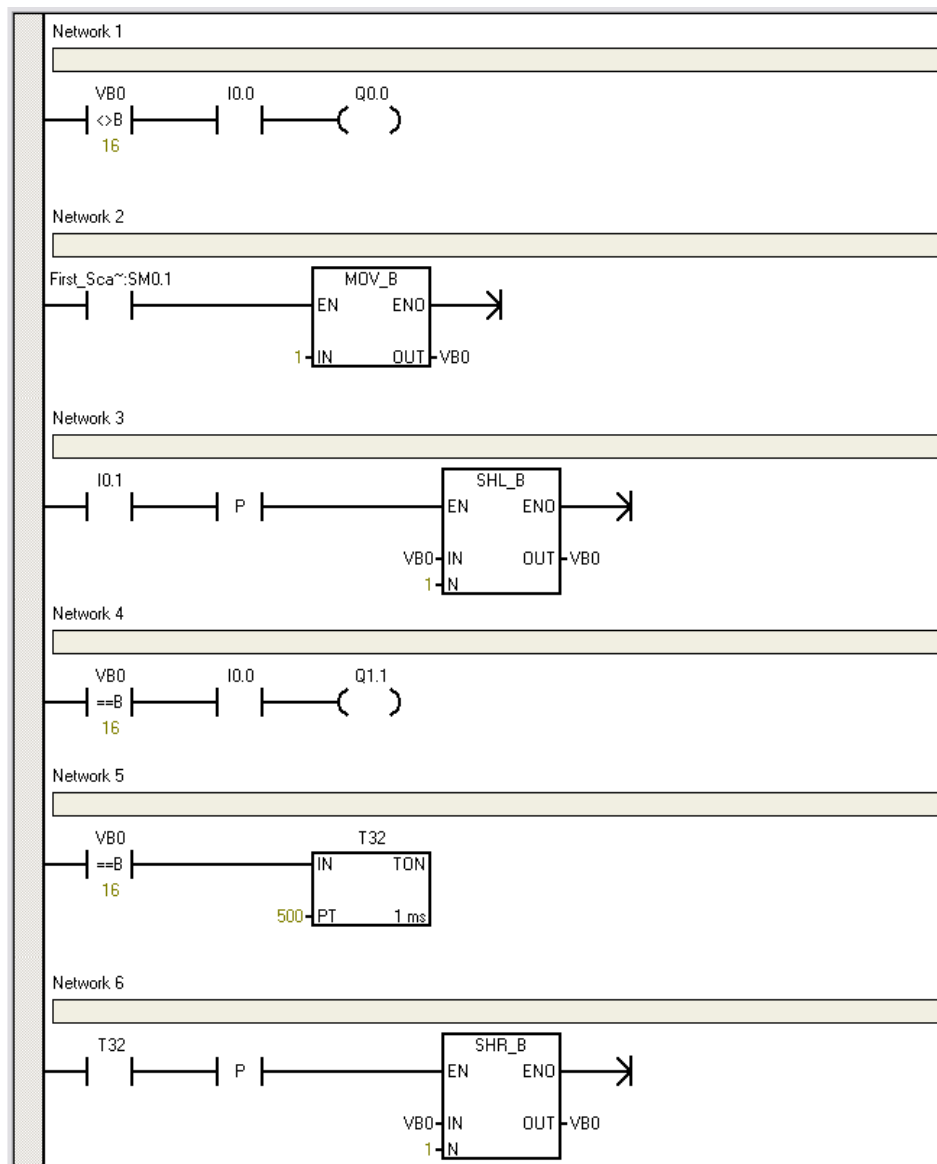 Network 1
VB0 I0.0 Q0.0
<>B
16
Network 2
First_Sca~:SM0.1 MOV_B
EN ENO
1 IN OUT VB0
Network 3
I0.1 SHL_B
P EN ENO
VB0 IN OUT VB0
1 N
Network 4
VB0 I0.0 Q1.1
==B
16
Network 5
VB0 T32
==B IN TON
16
500 PT 1 ms
Network 6
T32 SHR_B
P EN ENO
VB0 IN OUT VB0
1 N